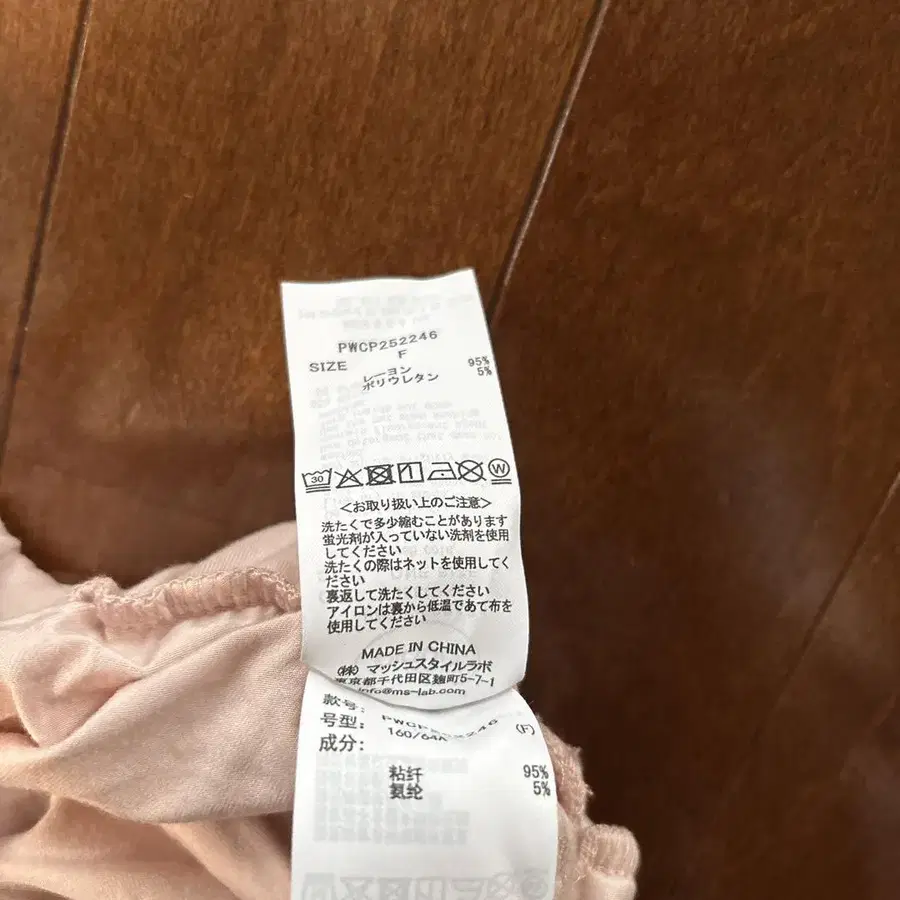 PWCP252246
SIZE F
レーヨン 95%
ポリウレタン 5%
30
W
<お取り扱い上のご注意>
洗たくで多少縮むことがあります
蛍光剤が入っていない洗剤を使用
してください
洗たくの際はネットを使用してく
ださい
裏返して洗たくしてください
アイロンは裏から低温であて布を
使用してください
MADE IN CHINA
(株) マッシュスタイルラボ
東京都千代田区麹町5-7-1
info@ms-lab.com
款号:
号型: PWCP252246 (F)
160/64A
成分:
粘纤 95%
氨纶 5%